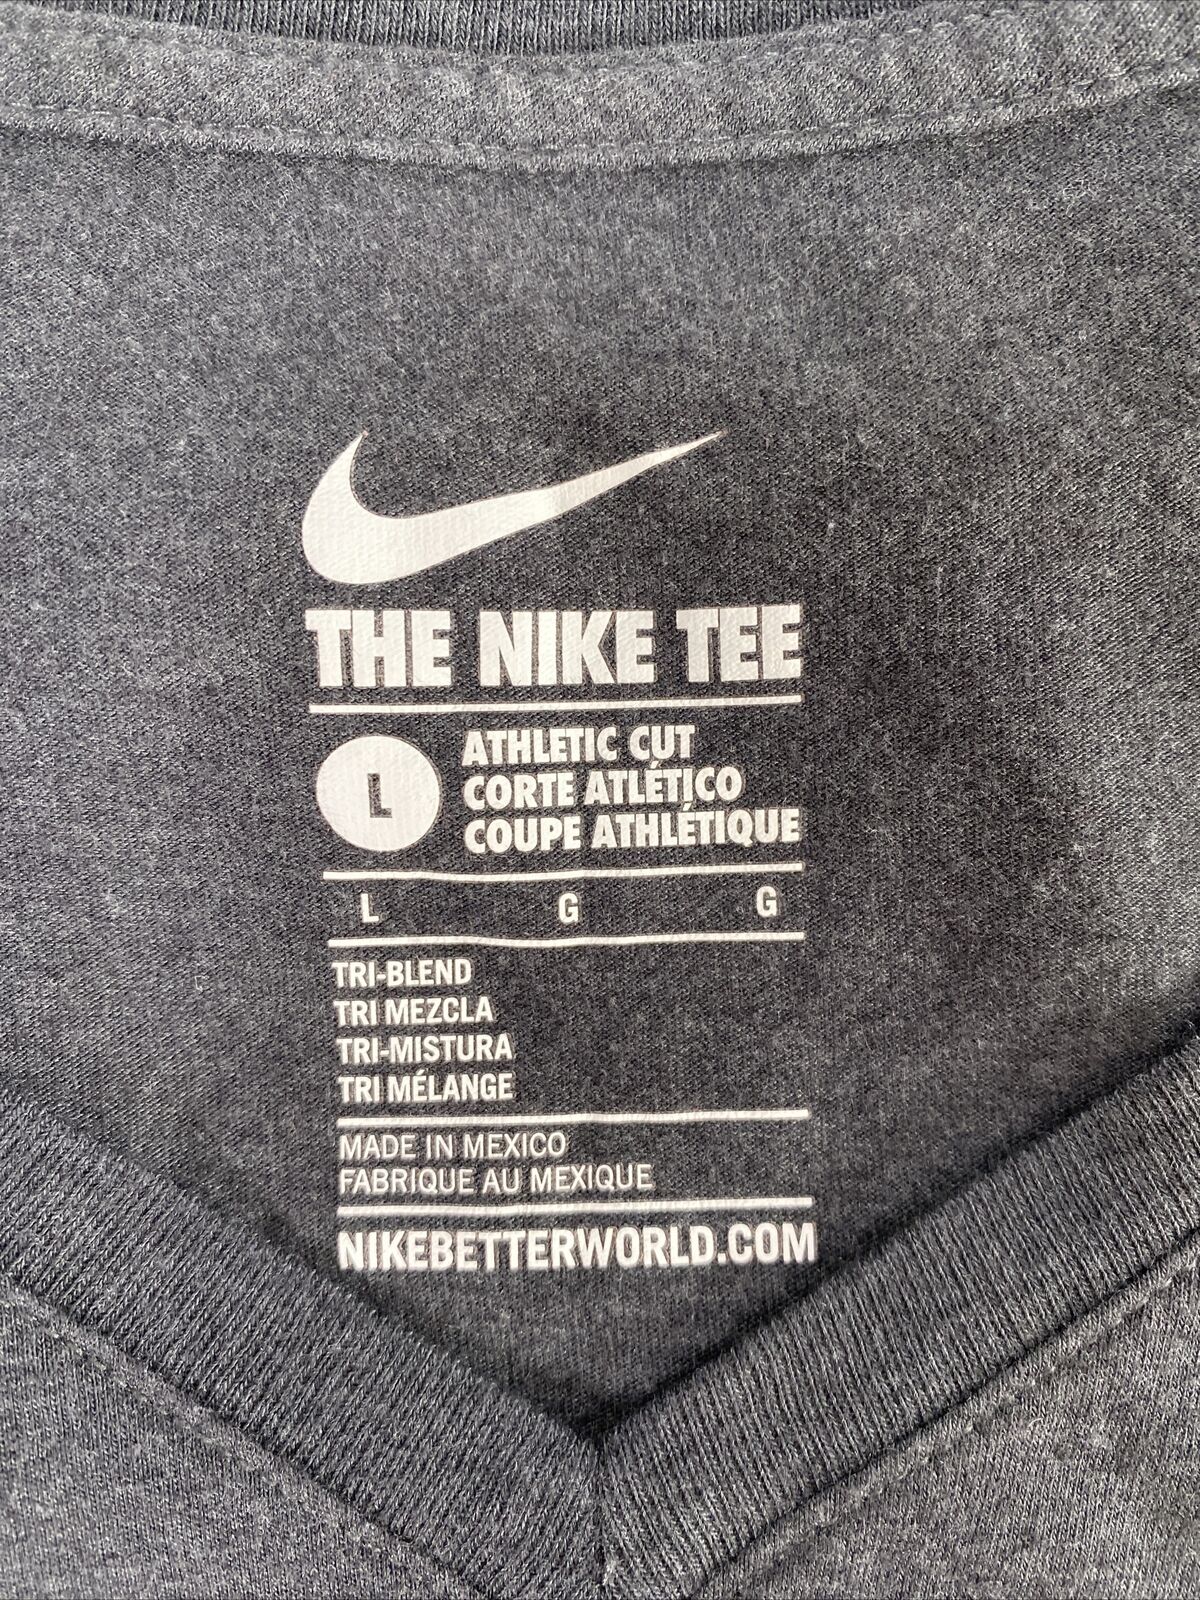 THE NIKE TEE
L
ATHLETIC CUT
CORTE ATLÉTICO
COUPE ATHLÉTIQUE
L G G
TRI-BLEND
TRI MEZCLA
TRI-MISTURA
TRI MÉLANGE
MADE IN MEXICO
FABRIQUE AU MEXIQUE
NIKEBETTERWORLD.COM